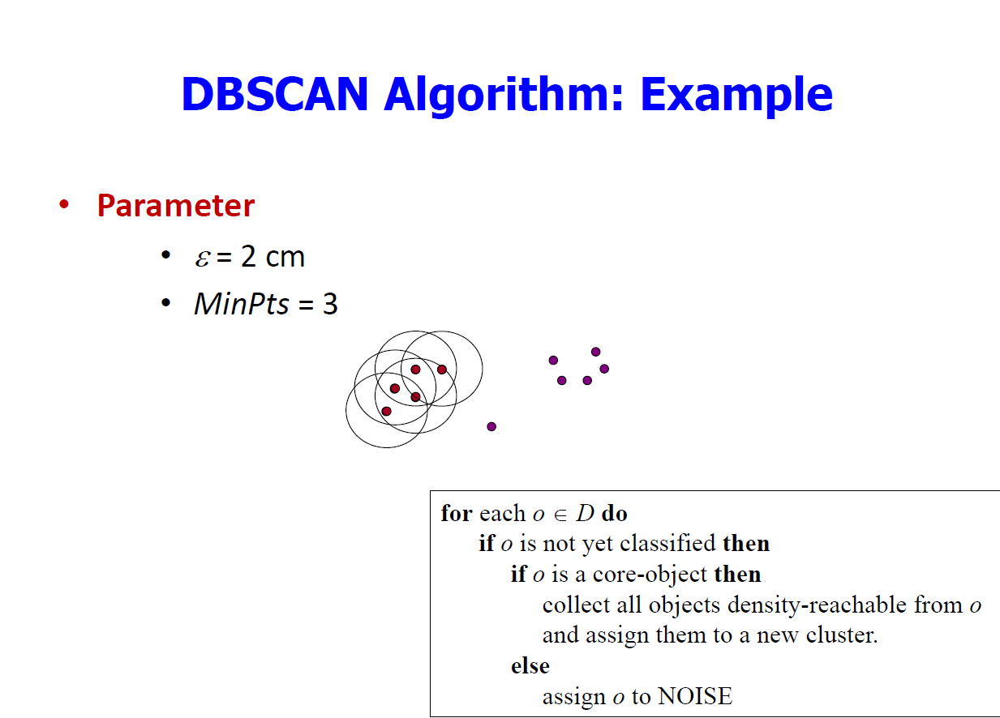 DBSCAN Algorithm: Example
• Parameter
• ε = 2 cm
• MinPts = 3
for each o ∈ D do
if o is not yet classified then
if o is a core-object then
collect all objects density-reachable from o
and assign them to a new cluster.
else
assign o to NOISE